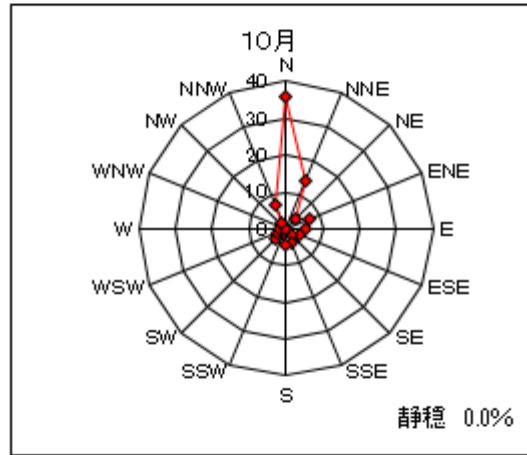 10月
N
NNW NNE
40
NW NE
30
WNW ENE
20
10
W 0 E
WSW ESE
SW SE
SSW SSE
S
静穏 0.0%